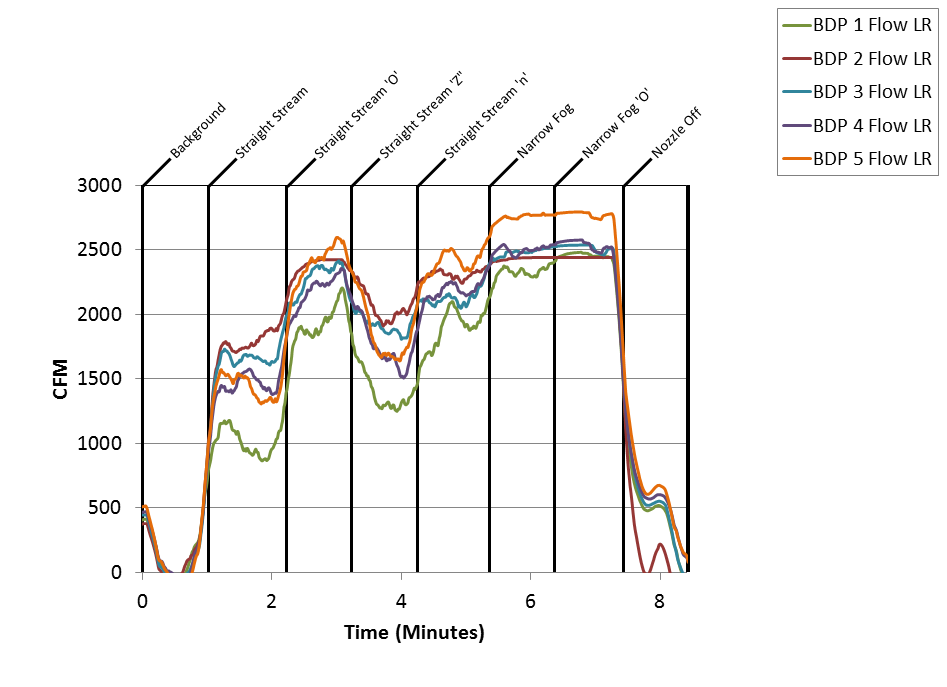 BDP 1 Flow LR
BDP 2 Flow LR
BDP 3 Flow LR
BDP 4 Flow LR
BDP 5 Flow LR
Background
Straight Stream
Straight Stream 'O'
Straight Stream 'Z"
Straight Stream 'n'
Narrow Fog
Narrow Fog 'O'
Nozzle Off
3000
2500
2000
1500
1000
500
0
CFM
0 2 4 6 8
Time (Minutes)